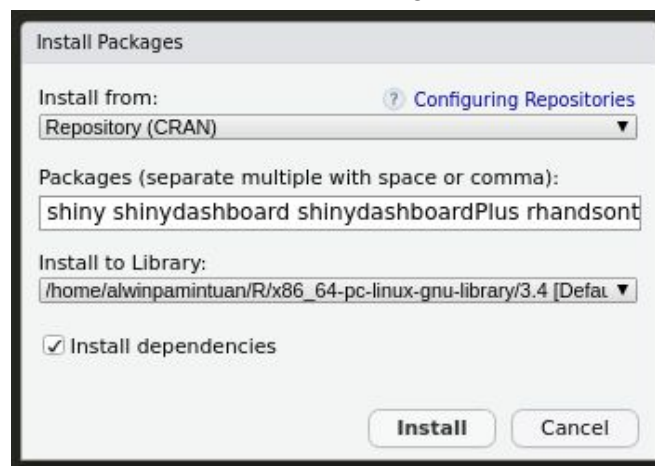 Install Packages
Install from:
? Configuring Repositories
Repository (CRAN)
Packages (separate multiple with space or comma):
shiny shinydashboard shinydashboardPlus rhandsont
Install to Library:
/home/alwinpamintuan/R/x86_64-pc-linux-gnu-library/3.4 [Defau
Install dependencies
Install Cancel